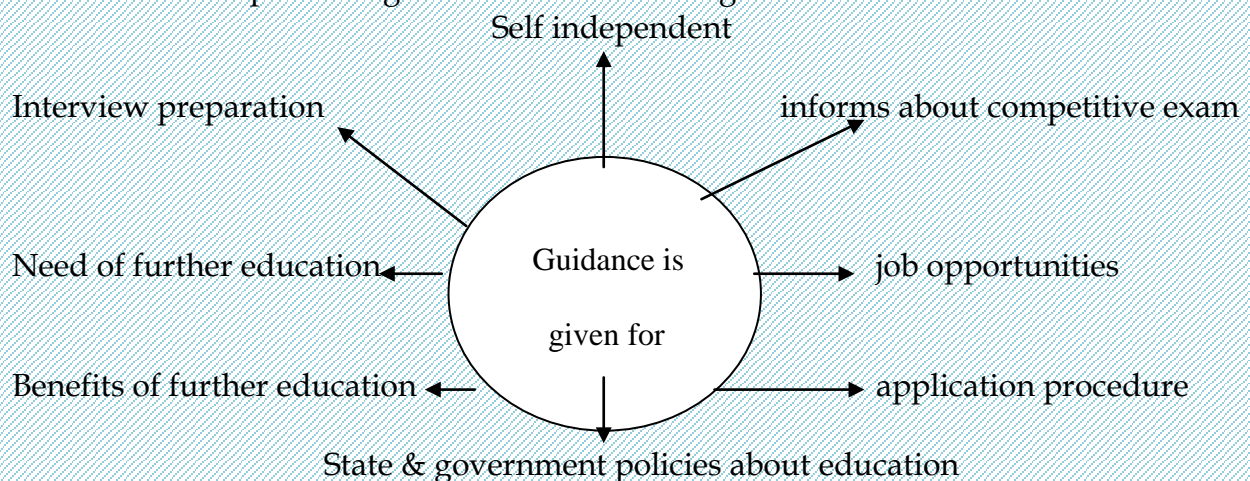 Self independent
Interview preparation
informs about competitive exam
Guidance is
given for
Need of further education
job opportunities
Benefits of further education
application procedure
State & government policies about education